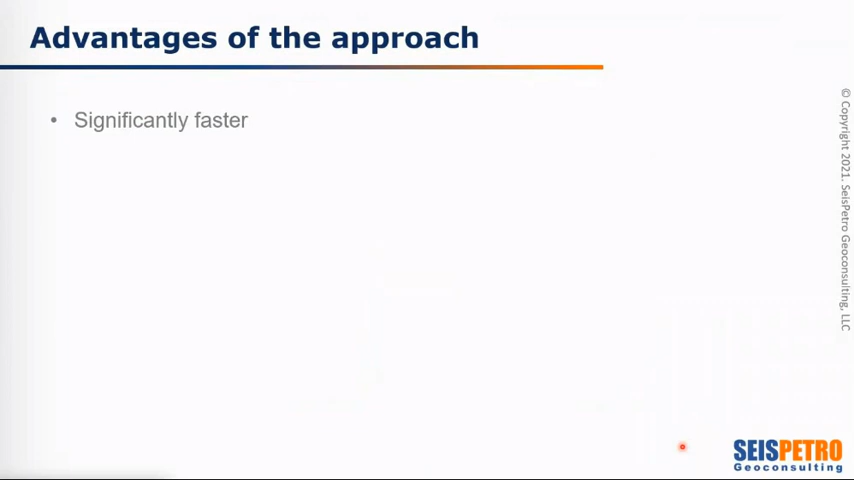 Advantages of the approach
• Significantly faster
© Copyright 2021. SeisPetro Geoconsulting, LLC
SEISPETRO
Geoconsulting